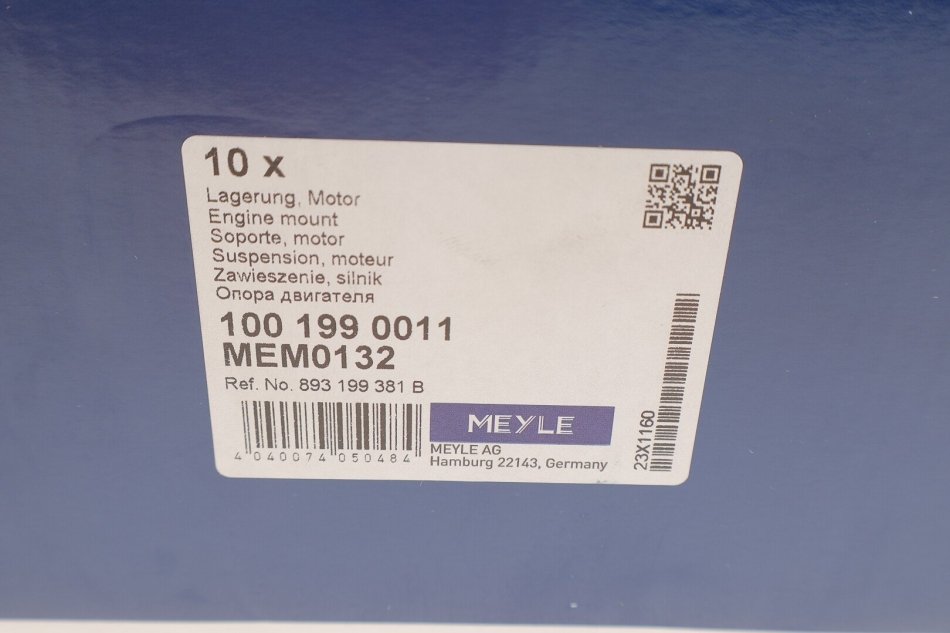 10 x
Lagerung, Motor
Engine mount
Soporte, motor
Suspension, moteur
Zawieszenie, silnik
Опора двигателя
100 199 0011
MEM0132
Ref. No. 893 199 381 B
4 040074 050484
MEYLE
MEYLE AG
Hamburg 22143, Germany
23X1160